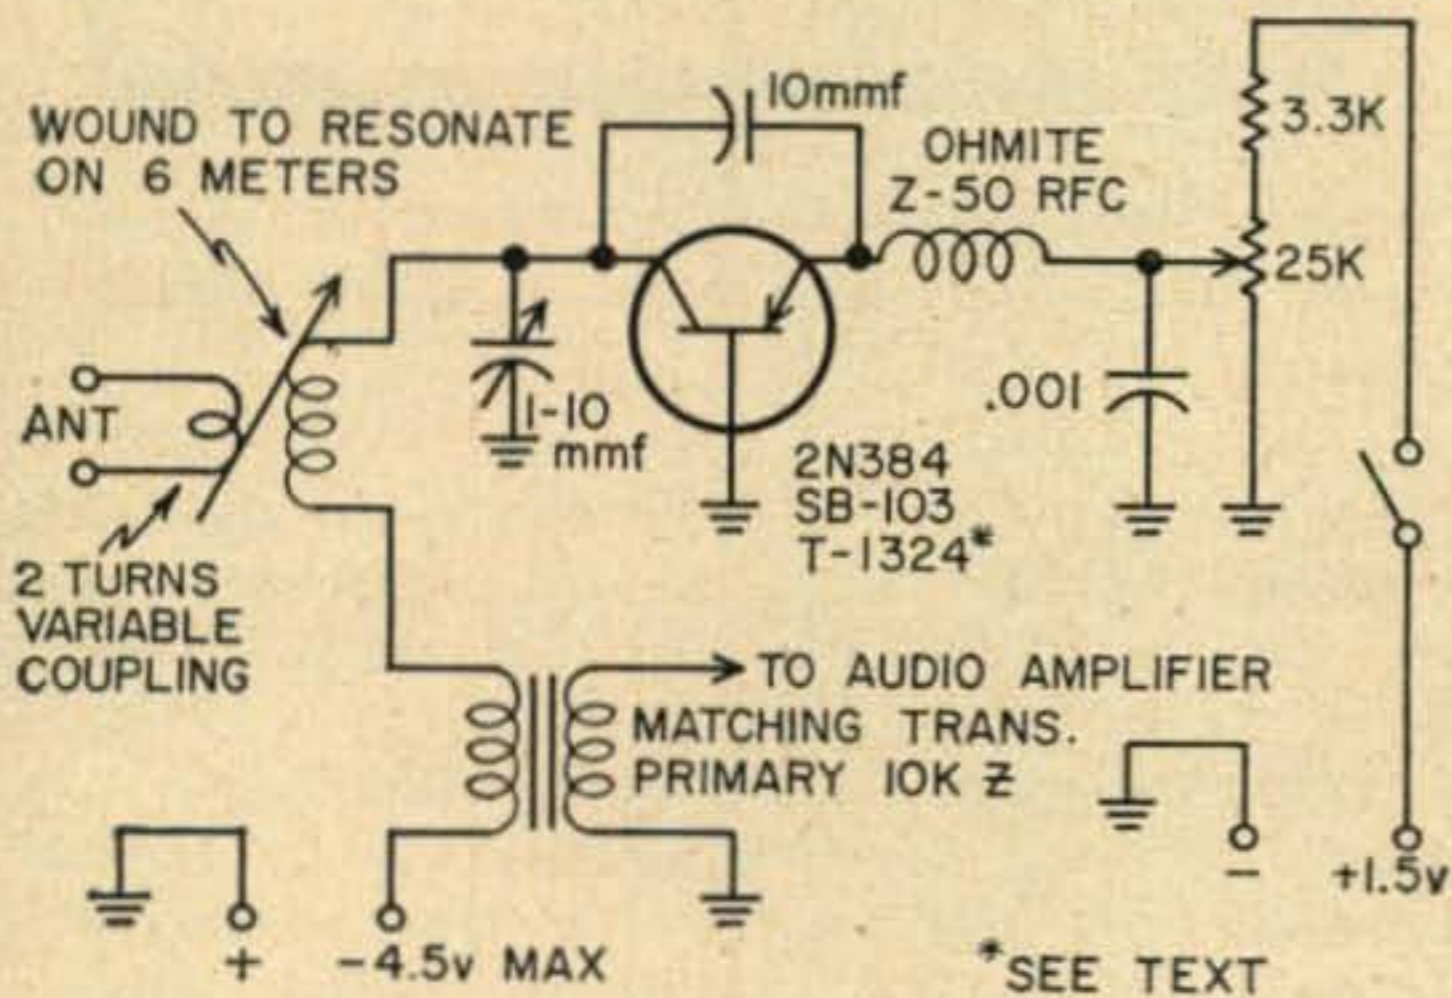 WOUND TO RESONATE
ON 6 METERS
10mmf
OHMITE
Z-50 RFC
3.3K
25K
ANT
1-10
mmf
.001
2N384
SB-103
T-1324*
2 TURNS
VARIABLE
COUPLING
TO AUDIO AMPLIFIER
MATCHING TRANS.
PRIMARY 10K Z
+
-4.5v MAX
-
+1.5v
*SEE TEXT